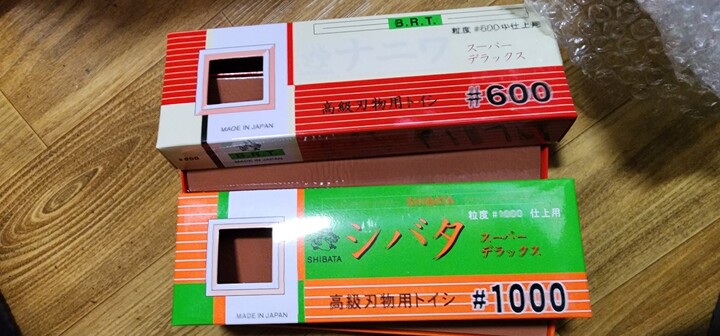 B.R.T.
粒度 #600 中仕上用
スーパー
デラックス
高級刃物用トイシ #600
MADE IN JAPAN
B.R.T.
SHIBATA
粒度 #1000 仕上用
シバタ スーパー
デラックス
SHIBATA
高級刃物用トイシ #1000
MADE IN JAPAN